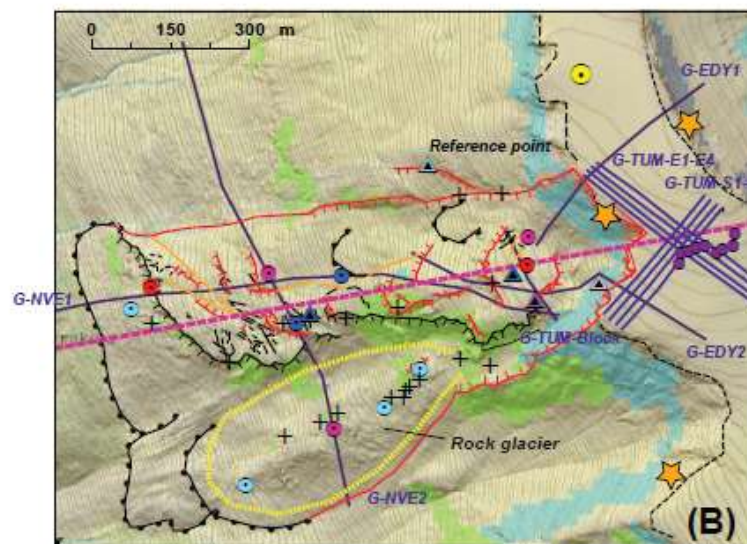 0 150 300 m
G-EDY1
Reference point
G-TUM-E1-E4
G-TUM-S1-
G-NVE1
G-TUM-Block
G-EDY2
Rock glacier
G-NVE2
(B)